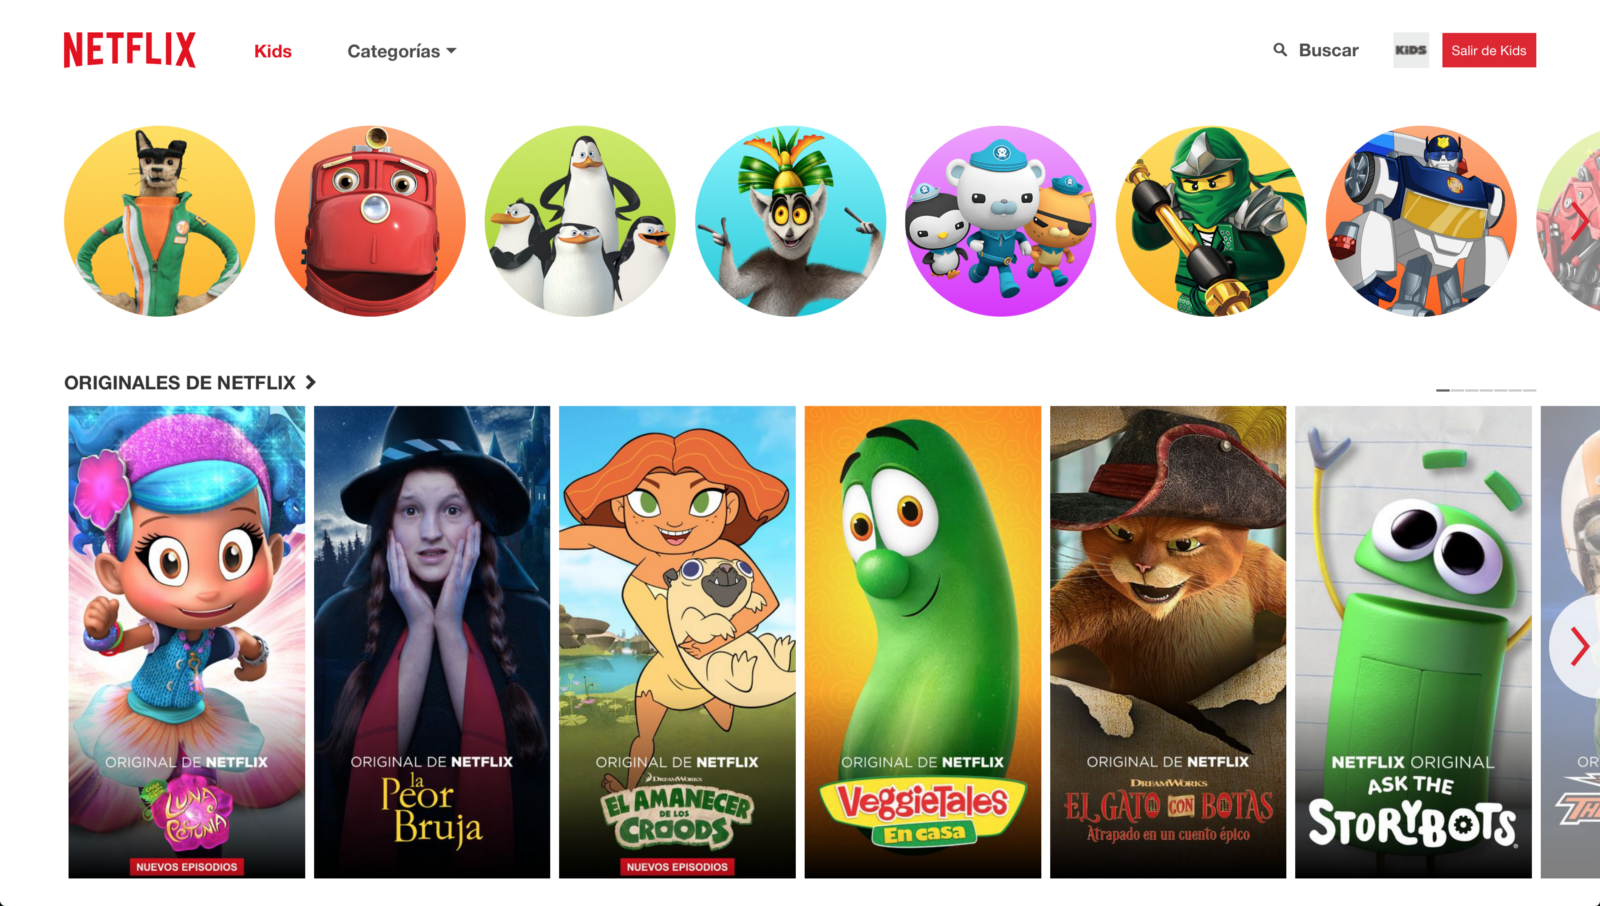 NETFLIX
Kids
Categorías
Buscar
KiDS
Salir de Kids
ORIGINALES DE NETFLIX
ORIGINAL DE NETFLIX
LUNA
PETUNIA
NUEVOS EPISODIOS
ORIGINAL DE NETFLIX
la
Peor
Bruja
ORIGINAL DE NETFLIX
DREAMWORKS
EL AMANECER
DE LOS
CROODS
NUEVOS EPISODIOS
ORIGINAL DE NETFLIX
VeggieTales
En casa
ORIGINAL DE NETFLIX
DREAMWORKS
EL GATO CON BOTAS
Atrapado en un cuento épico
NETFLIX ORIGINAL
ASK THE
STORYBOTS
OR